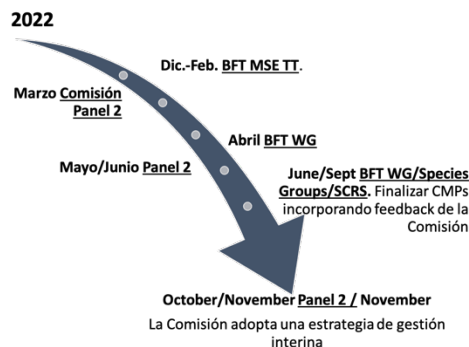 2022
Dic.-Feb. BFT MSE TT.
Marzo Comisión
Panel 2
Abril BFT WG
Mayo/Junio Panel 2
June/Sept BFT WG/Species
Groups/SCRS. Finalizar CMPs
incorporando feedback de la
Comisión
October/November Panel 2 / November
La Comisión adopta una estrategia de gestión
interina